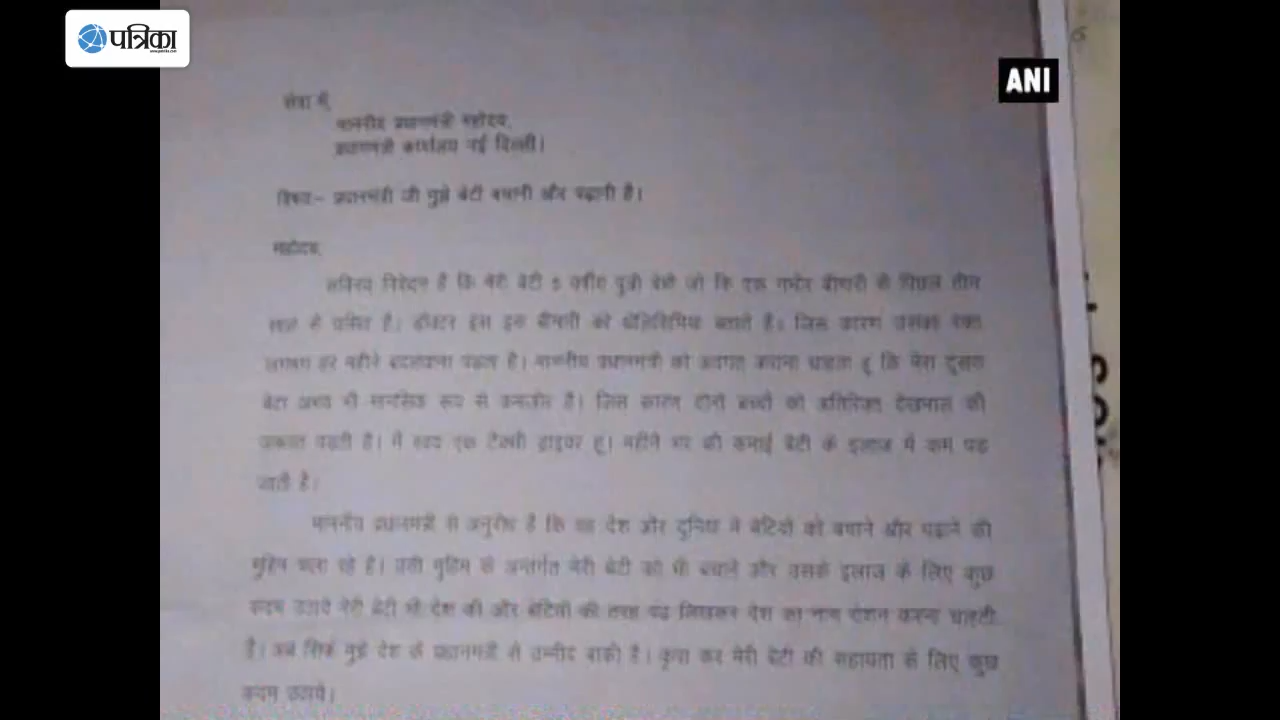 पत्रिका
ANI
सेवा में,
माननीय प्रधानमंत्री महोदय,
प्रधानमंत्री कार्यालय नई दिल्ली।
विषय:- प्रधानमंत्री जी मुझे बेटी बचानी और पढ़ानी है।
महोदय,
सविनय निवेदन है कि मेरी बेटी 5 वर्षीय पुत्री जो कि एक गम्भीर बीमारी से पिछले तीन
साल से ग्रसित है। डॉक्टर इस बीमारी को बताते है। जिस कारण उसका रक्त
लगभग हर महीने बदलवाना पड़ता है। माननीय प्रधानमंत्री को अवगत कराना चाहता हूं कि मेरा दूसरा
बेटा भी मानसिक रूप से कमजोर है। जिस कारण दोनों बच्चों को अतिरिक्त देखभाल की
जरूरत पड़ती है। मैं स्वयं एक टैक्सी ड्राइवर हूं। महीने भर की कमाई बेटी के इलाज में कम पड़
जाती है।
माननीय प्रधानमंत्री से अनुरोध है कि वह देश और दुनिया में बेटियों को बचाने और पढ़ाने की
मुहिम चला रहे है। उसी मुहिम के अन्तर्गत मेरी बेटी को भी बचाले और उसके इलाज के लिए कुछ
कदम उठाये मेरी बेटी भी देश की और बेटियों की तरह पढ़ लिखकर देश का नाम रोशन करना चाहती
है। अब सिर्फ मुझे देश के प्रधानमंत्री से उम्मीद बाकी है। कृपा कर मेरी बेटी की सहायता के लिए कुछ
कदम उठाये।